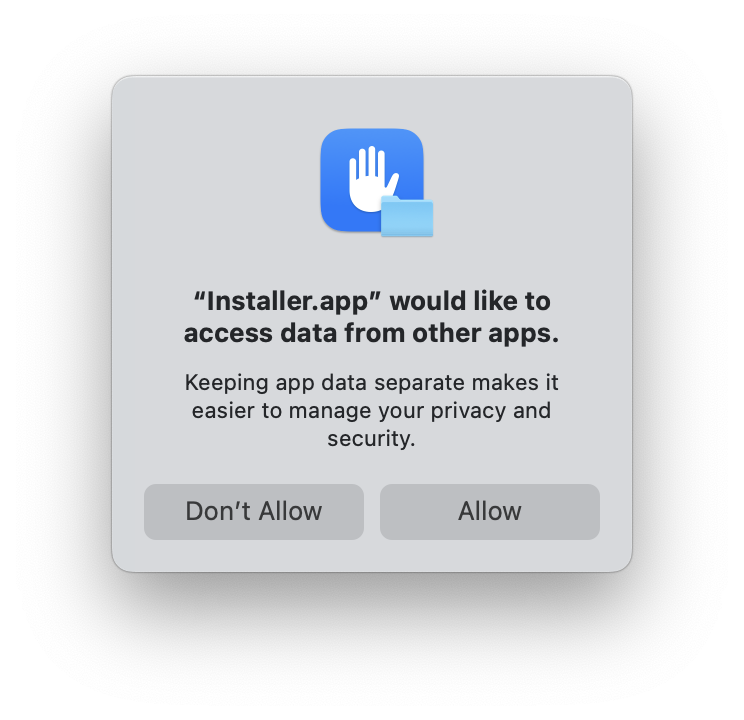 “Installer.app” would like to
access data from other apps.
Keeping app data separate makes it
easier to manage your privacy and
security.
Don’t Allow
Allow